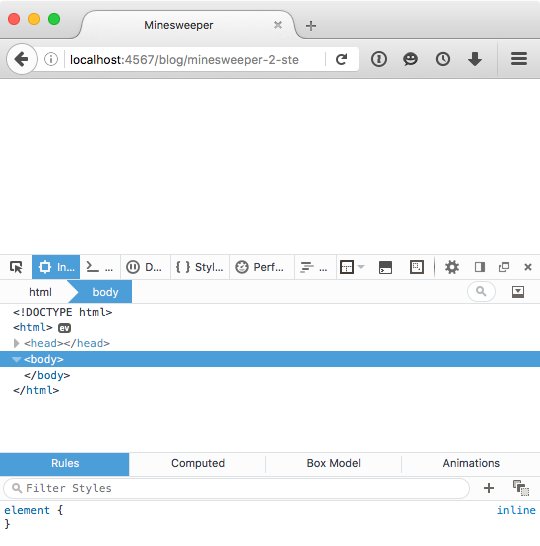 Minesweeper
localhost:4567/blog/minesweeper-2-ste
In... ... D... { } Styl... Perf... ...
html body
<!DOCTYPE html>
<html> ev
<head></head>
<body>
</body>
</html>
Rules Computed Box Model Animations
Filter Styles
element { inline
}